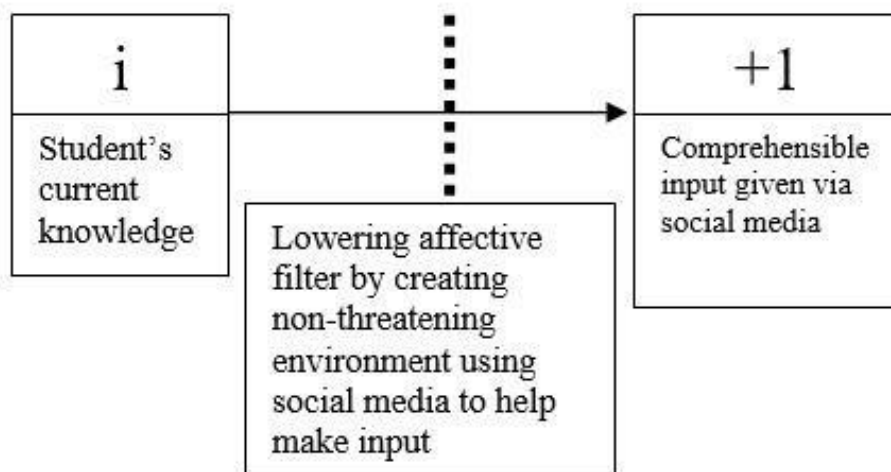 i
Student's
current
knowledge
Lowering affective
filter by creating
non-threatening
environment using
social media to help
make input
+1
Comprehensible
input given via
social media